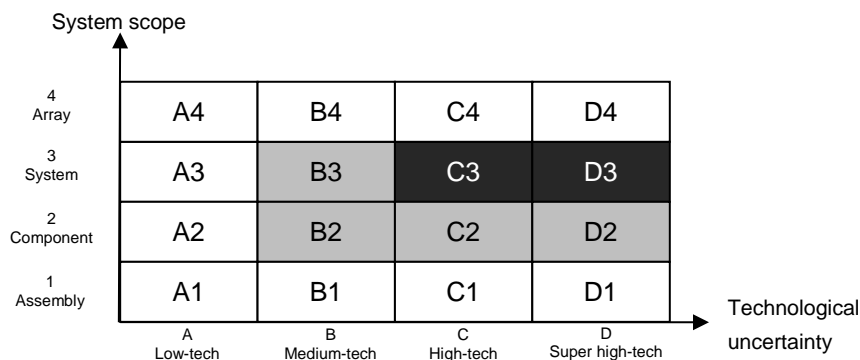 System scope
4
Array
A4 B4 C4 D4
3
System
A3 B3 C3 D3
2
Component
A2 B2 C2 D2
1
Assembly
A1 B1 C1 D1
A B C D
Low-tech Medium-tech High-tech Super high-tech
Technological
uncertainty